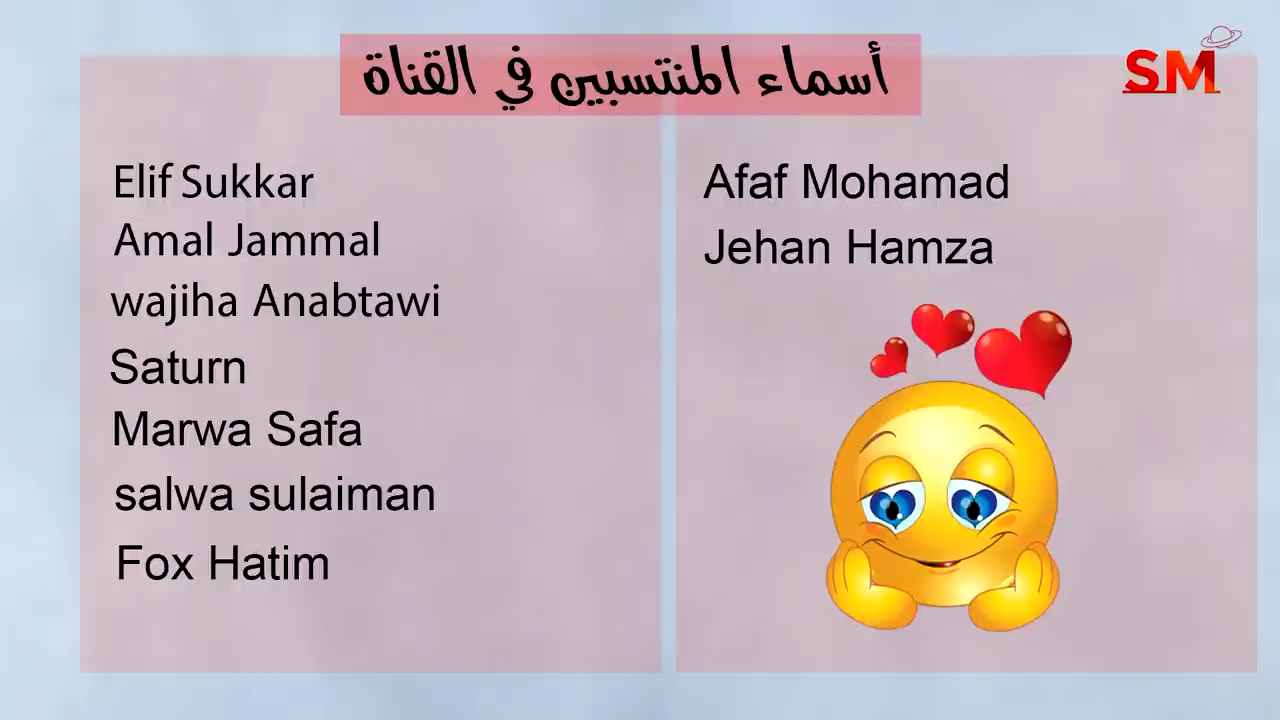 أسماء المنتسبين في القناة
SM
Elif Sukkar
Amal Jammal
wajiha Anabtawi
Saturn
Marwa Safa
salwa sulaiman
Fox Hatim
Afaf Mohamad
Jehan Hamza